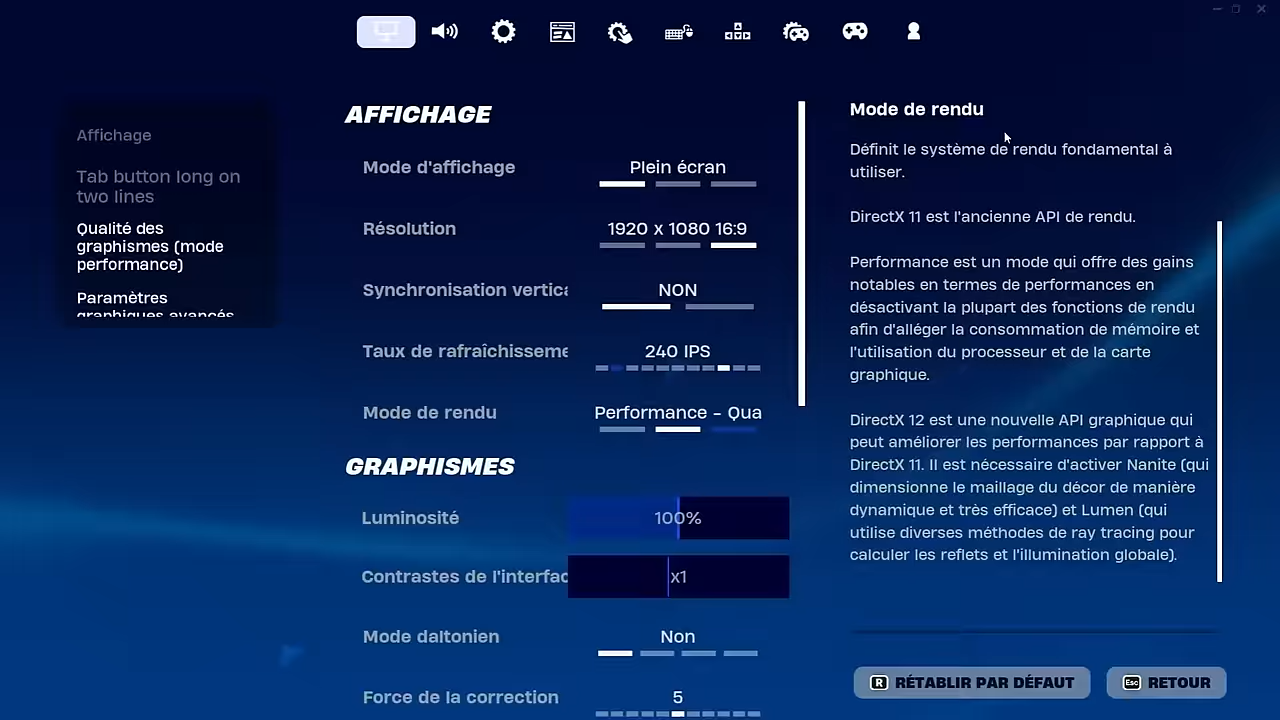 Affichage
Tab button long on
two lines
Qualité des
graphismes (mode
performance)
Paramètres
graphiques avancés
AFFICHAGE
Mode d'affichage
Plein écran
Résolution
1920 x 1080 16:9
Synchronisation vertica
NON
Taux de rafraîchisseme
240 IPS
Mode de rendu
Performance - Qua
GRAPHISMES
Luminosité
100%
Contrastes de l'interfac
x1
Mode daltonien
Non
Force de la correction
5
Mode de rendu
Définit le système de rendu fondamental à
utiliser.
DirectX 11 est l'ancienne API de rendu.
Performance est un mode qui offre des gains
notables en termes de performances en
désactivant la plupart des fonctions de rendu
afin d'alléger la consommation de mémoire et
l'utilisation du processeur et de la carte
graphique.
DirectX 12 est une nouvelle API graphique qui
peut améliorer les performances par rapport à
DirectX 11. Il est nécessaire d'activer Nanite (qui
dimensionne le maillage du décor de manière
dynamique et très efficace) et Lumen (qui
utilise diverses méthodes de ray tracing pour
calculer les reflets et l'illumination globale).
R RÉTABLIR PAR DÉFAUT
Esc RETOUR